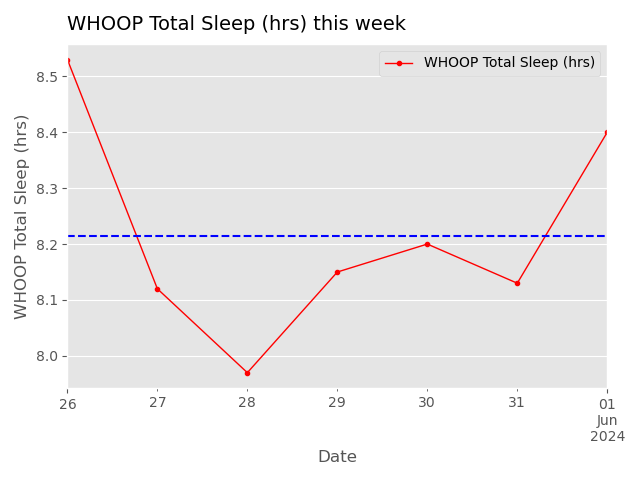 WHOOP Total Sleep (hrs) this week
WHOOP Total Sleep (hrs)
WHOOP Total Sleep (hrs)
8.5
8.4
8.3
8.2
8.1
8.0
26 27 28 29 30 31 01
Jun
2024
Date